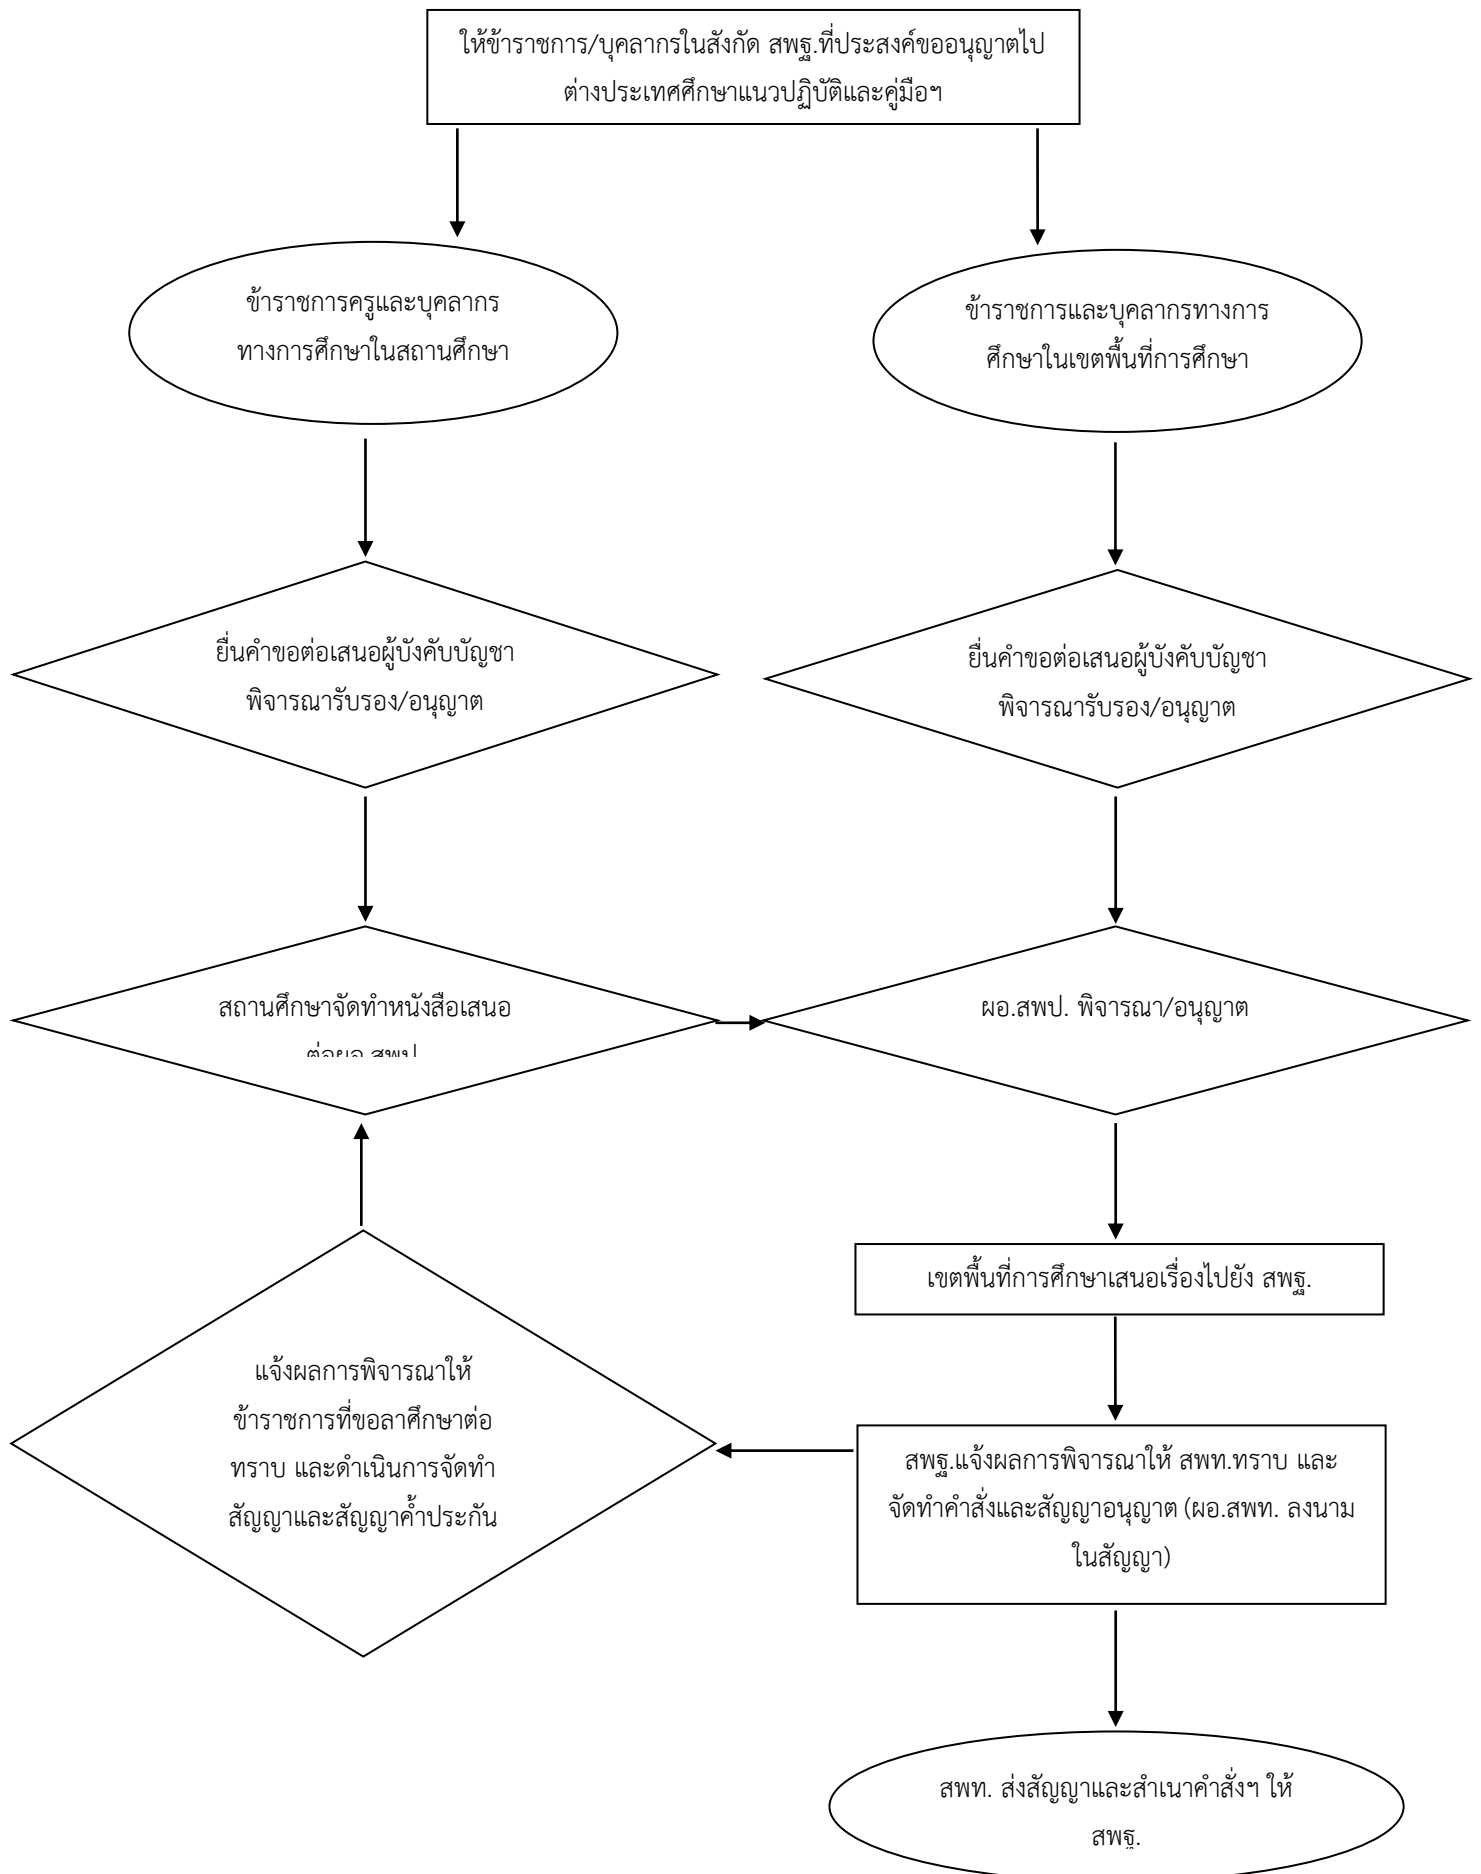 ให้ข้าราชการ/บุคลากรในสังกัด สพฐ.ที่ประสงค์ขออนุญาตไป
ต่างประเทศศึกษาแนวปฏิบัติและคู่มือฯ
ข้าราชการครูและบุคลากร
ทางการศึกษาในสถานศึกษา
ข้าราชการและบุคลากรทางการ
ศึกษาในเขตพื้นที่การศึกษา
ยื่นคำขอต่อเสนอผู้บังคับบัญชา
พิจารณารับรอง/อนุญาต
ยื่นคำขอต่อเสนอผู้บังคับบัญชา
พิจารณารับรอง/อนุญาต
สถานศึกษาจัดทำหนังสือเสนอ
ต่อผอ.สพป.
ผอ.สพป. พิจารณา/อนุญาต
เขตพื้นที่การศึกษาเสนอเรื่องไปยัง สพฐ.
แจ้งผลการพิจารณาให้
ข้าราชการที่ขอลาศึกษาต่อ
ทราบ และดำเนินการจัดทำ
สัญญาและสัญญาค้ำประกัน
สพฐ.แจ้งผลการพิจารณาให้ สพท.ทราบ และ
จัดทำคำสั่งและสัญญาอนุญาต (ผอ.สพท. ลงนาม
ในสัญญา)
สพท. ส่งสัญญาและสำเนาคำสั่งฯ ให้
สพฐ.